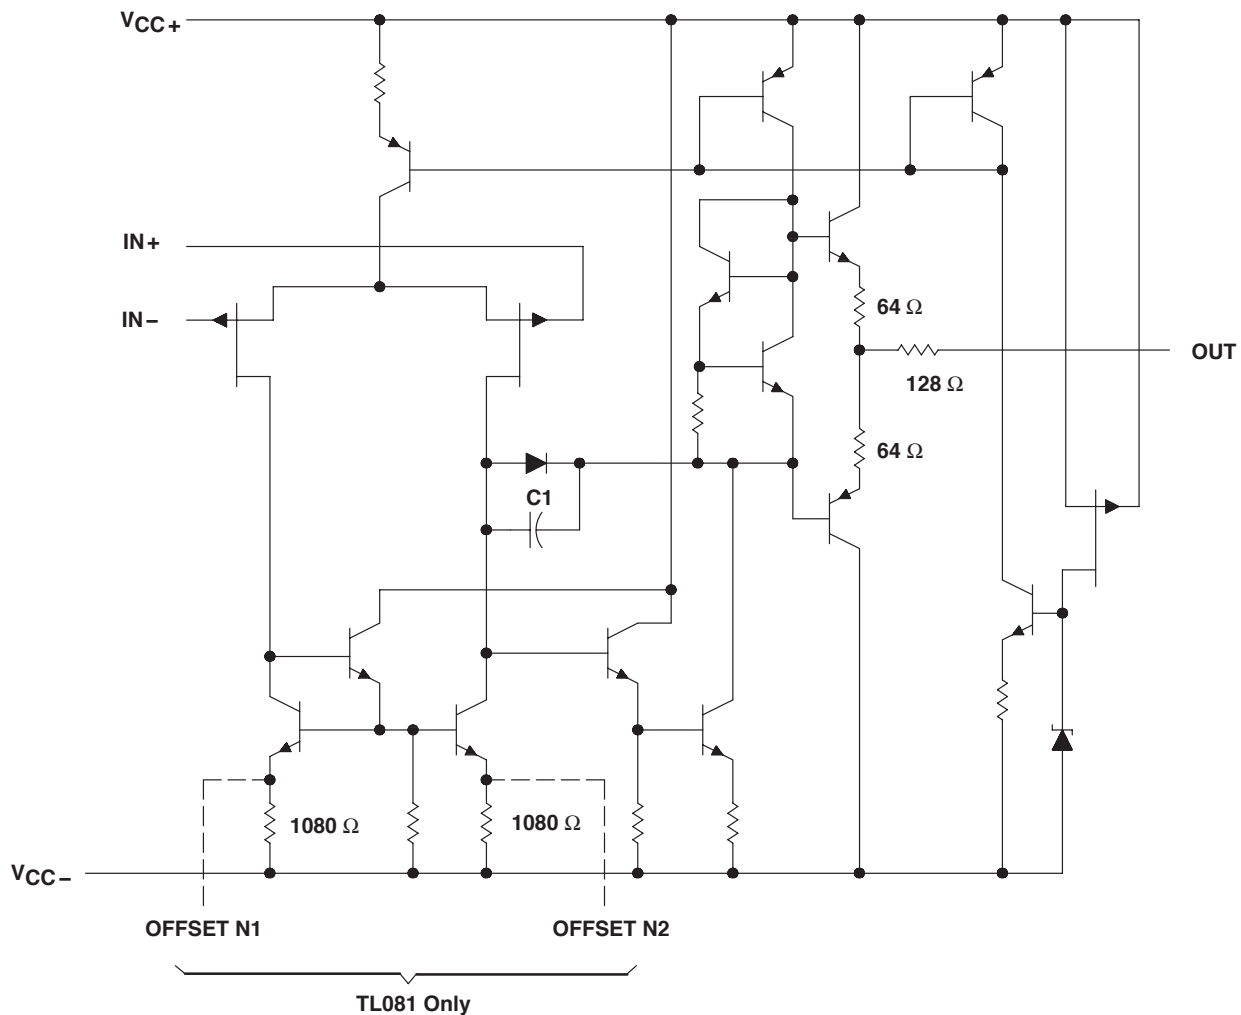 VCC+
IN+
IN−
64 Ω
OUT
128 Ω
64 Ω
C1
1080 Ω
1080 Ω
VCC−
OFFSET N1
OFFSET N2
TL081 Only